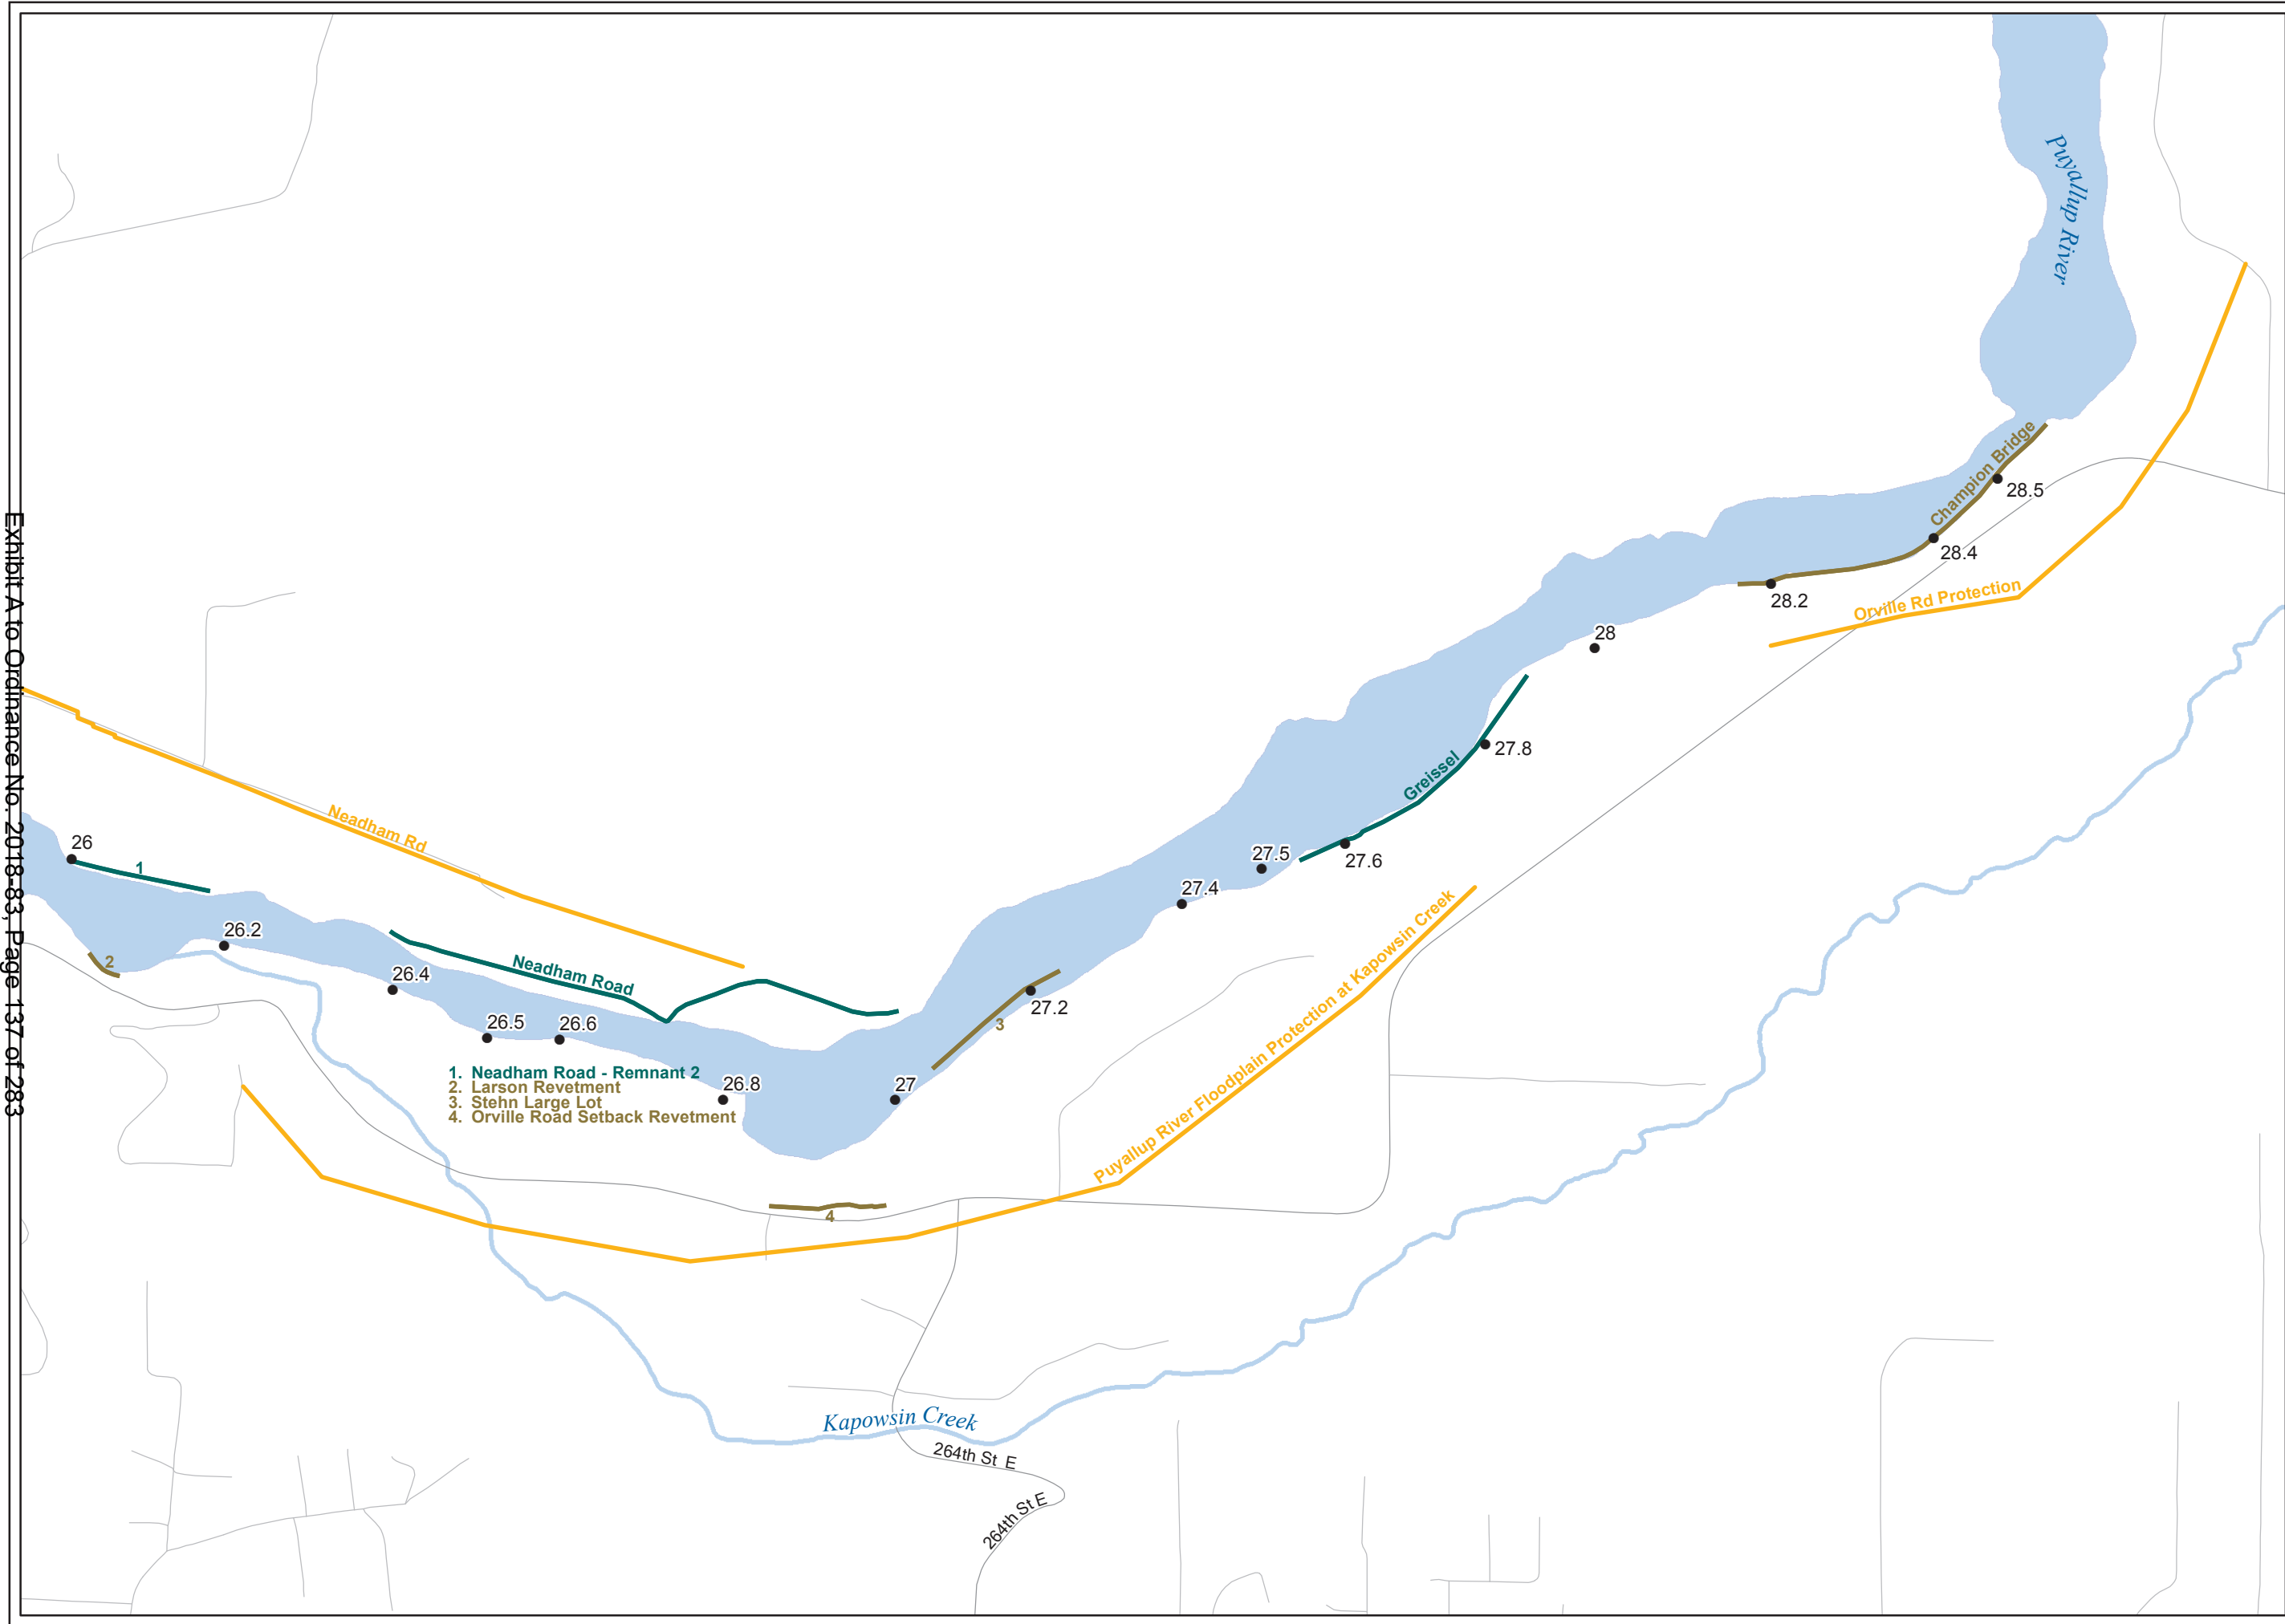 Exhibit A to Ordinance No. 2018-83, Page 137 of 283
Puyallup River
Champion Bridge
28.5
28.4
28.2
Orville Rd Protection
28
27.8
Greissel
27.6
27.5
27.4
27.2
3
27
26.8
26.6
26.5
26.4
26.2
26
1
2
Needham Rd
Needham Road
1. Needham Road - Remnant 2
2. Larson Revetment
3. Stehn Large Lot
4. Orville Road Setback Revetment
4
Puyallup River Floodplain Protection at Kapowsin Creek
Kapowsin Creek
264th St E
264th St E